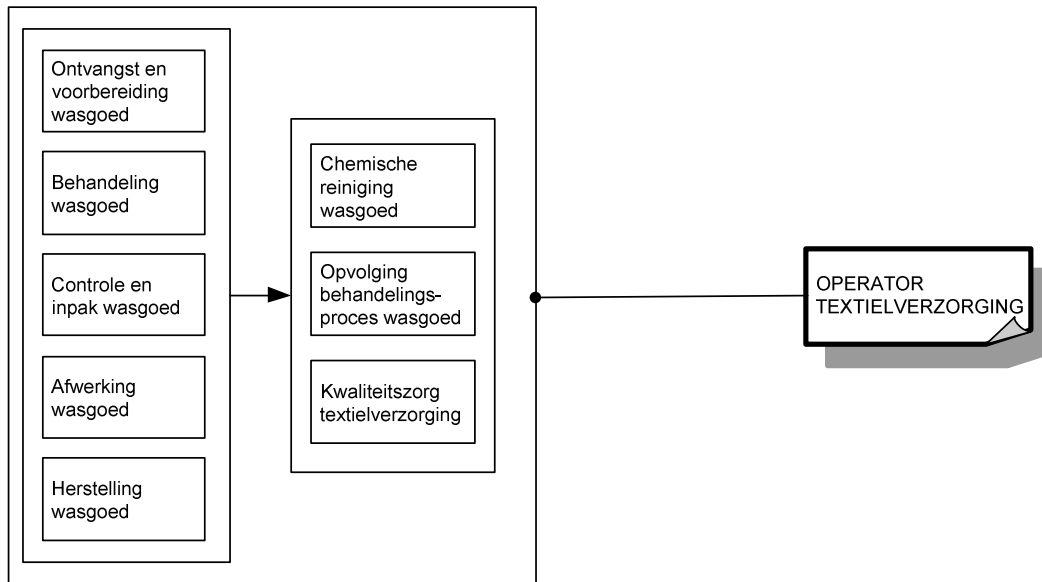 Ontvangst en
voorbereiding
wasgoed
Behandeling
wasgoed
Controle en
inpak wasgoed
Afwerking
wasgoed
Herstelling
wasgoed
Chemische
reiniging
wasgoed
Opvolging
behandelings-
proces wasgoed
Kwaliteitszorg
textielverzorging
OPERATOR
TEXTIELVERZORGING